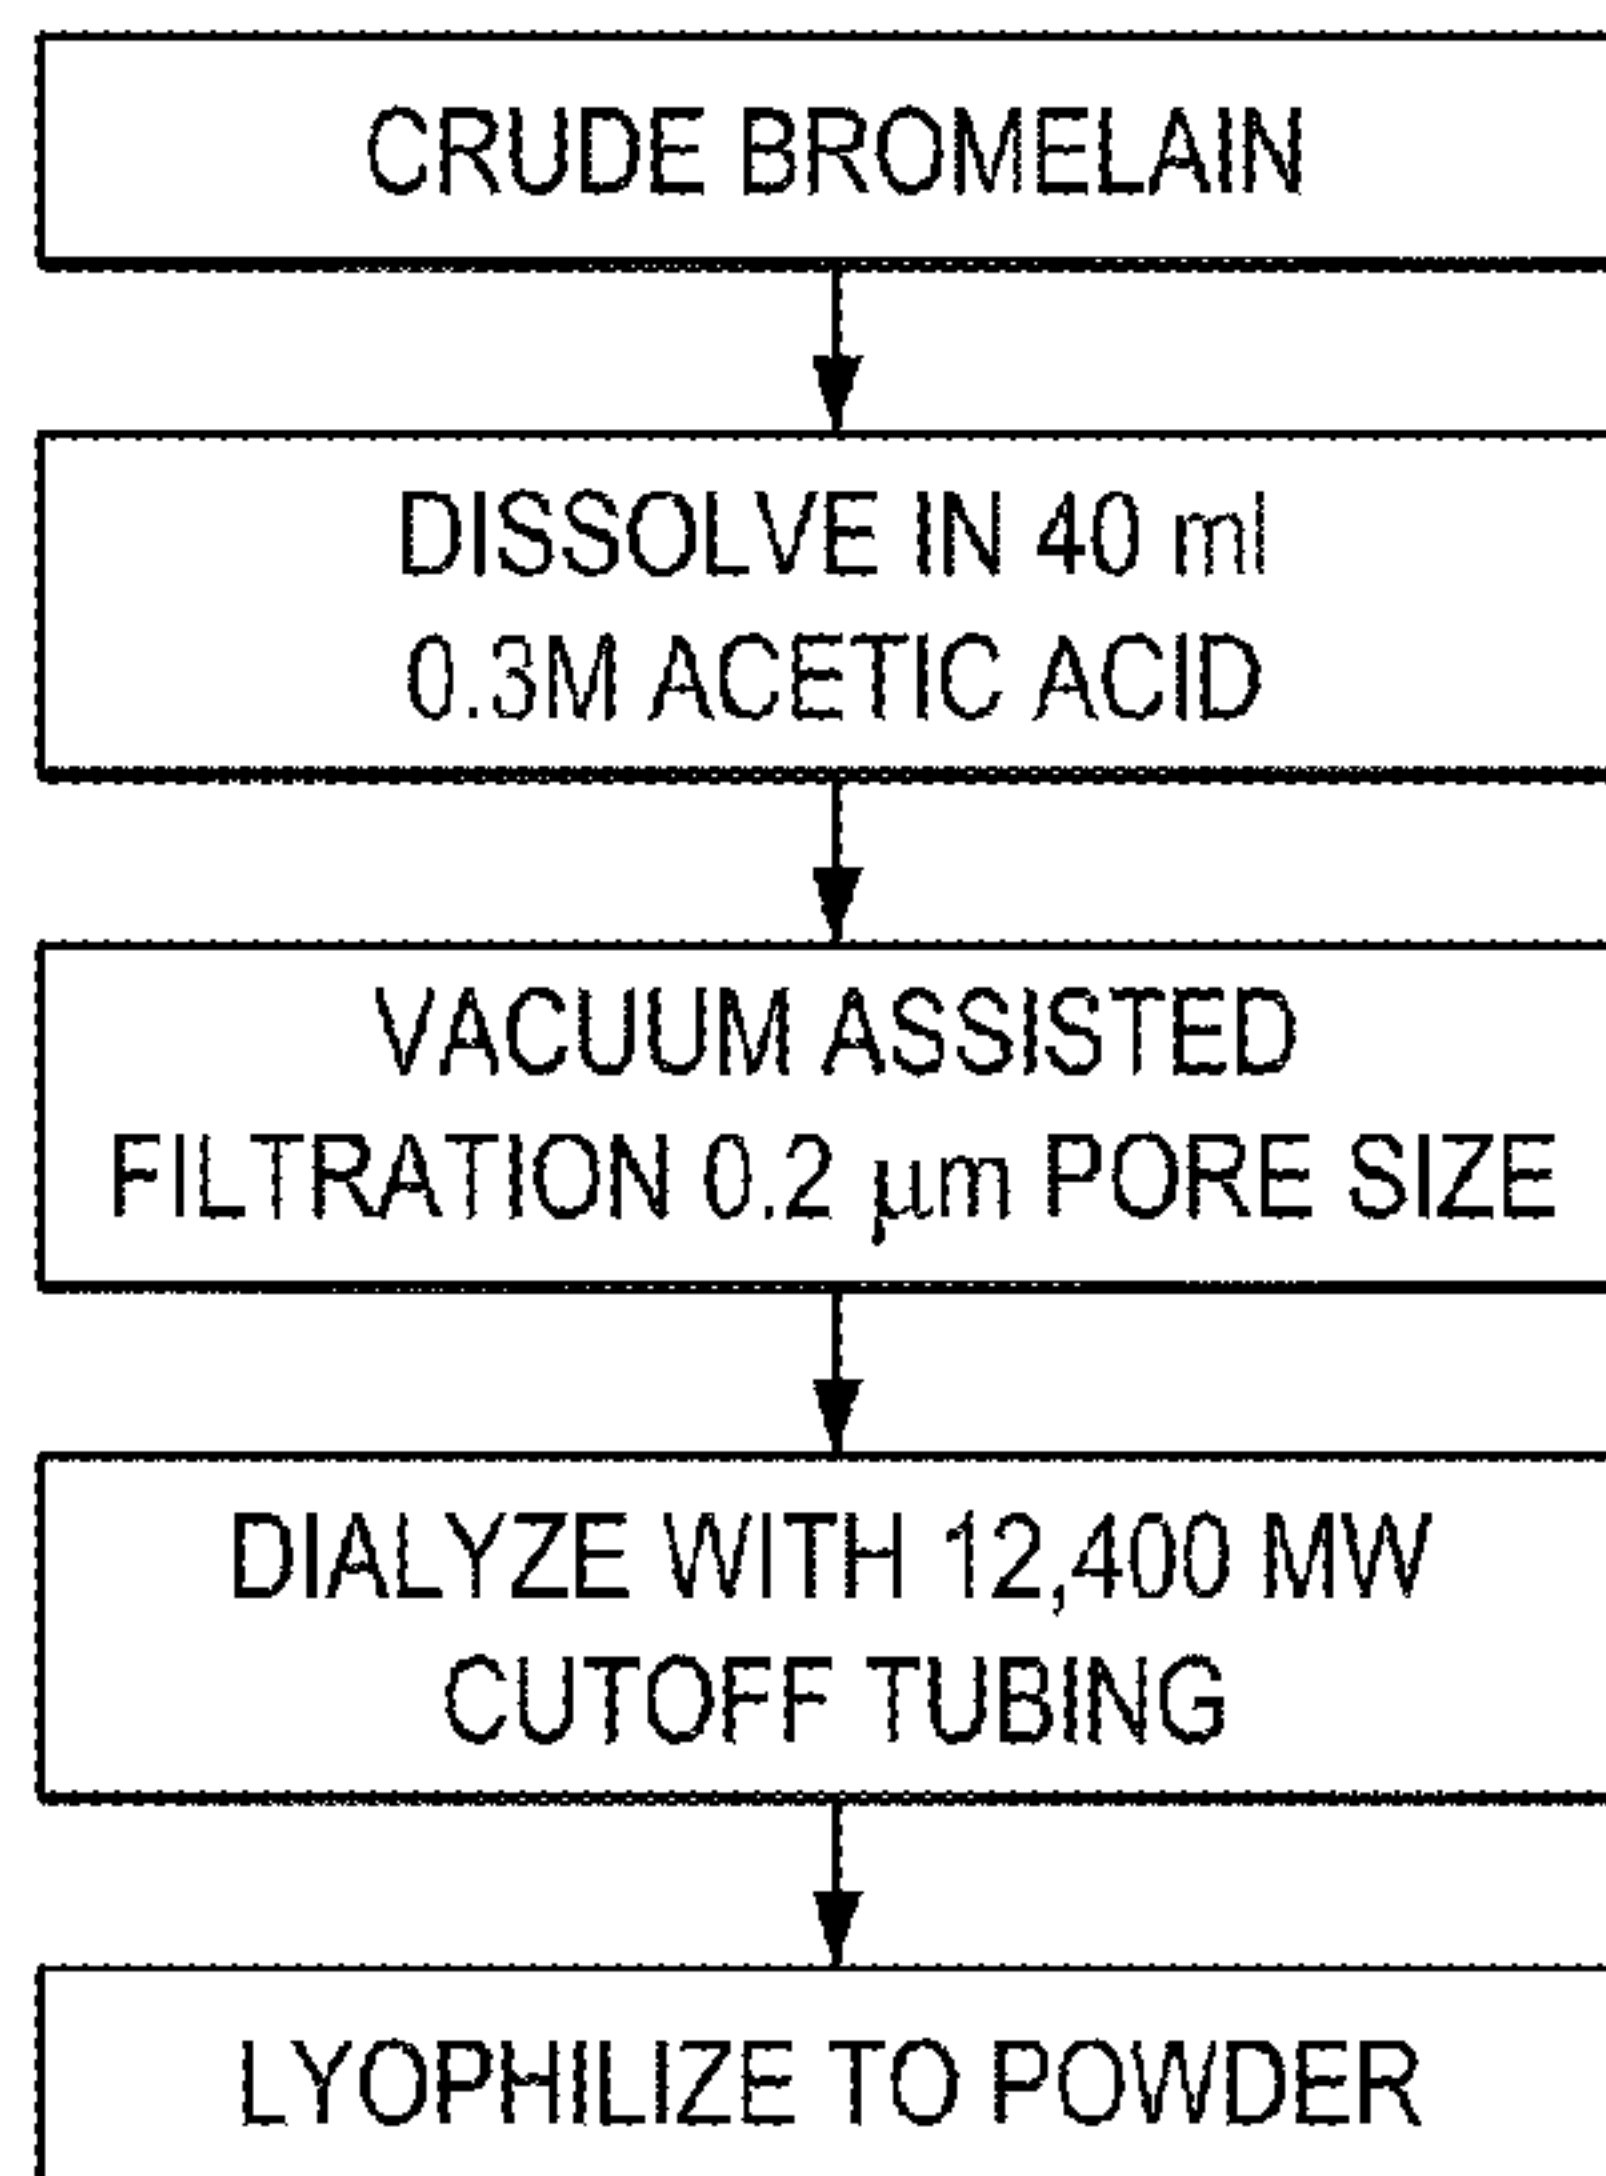 CRUDE BROMELAIN
DISSOLVE IN 40 ml
0.3M ACETIC ACID
VACUUM ASSISTED
FILTRATION 0.2 µm PORE SIZE
DIALYZE WITH 12,400 MW
CUTOFF TUBING
LYOPHILIZE TO POWDER